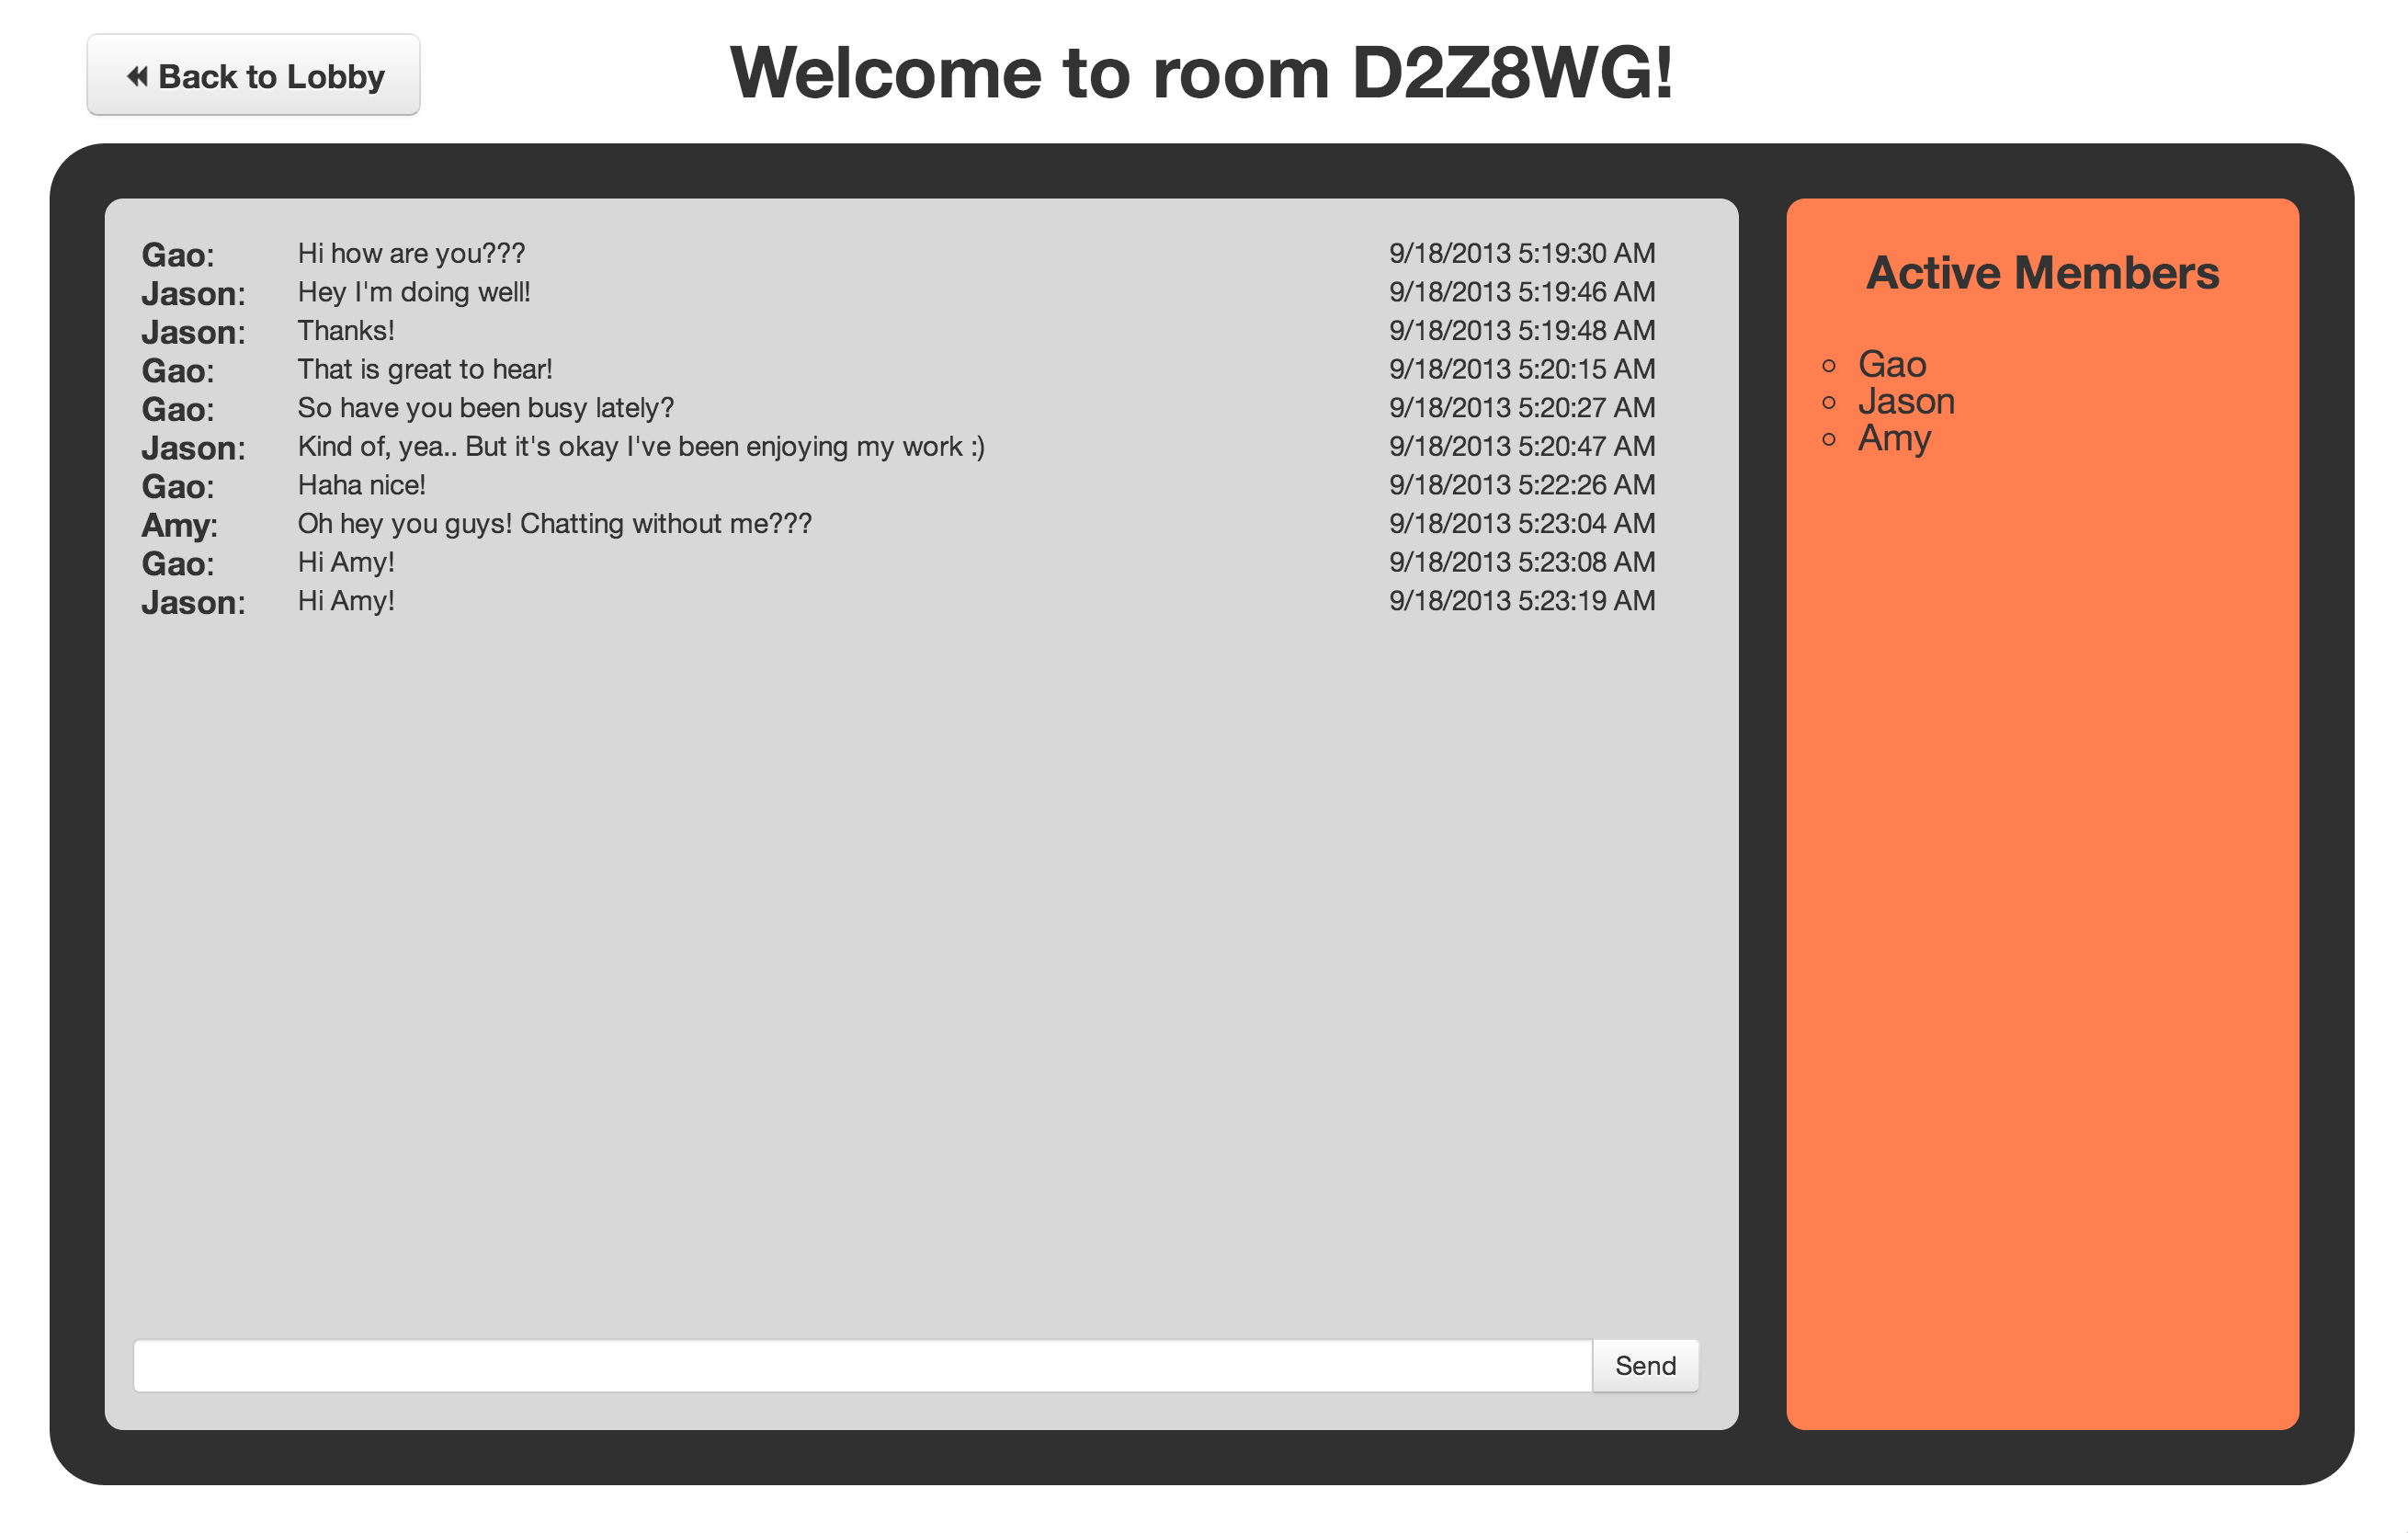 Back to Lobby
Welcome to room D2Z8WG!
Gao: Hi how are you??? 9/18/2013 5:19:30 AM
Jason: Hey I'm doing well! 9/18/2013 5:19:46 AM
Jason: Thanks! 9/18/2013 5:19:48 AM
Gao: That is great to hear! 9/18/2013 5:20:15 AM
Gao: So have you been busy lately? 9/18/2013 5:20:27 AM
Jason: Kind of, yea.. But it's okay I've been enjoying my work :) 9/18/2013 5:20:47 AM
Gao: Haha nice! 9/18/2013 5:22:26 AM
Amy: Oh hey you guys! Chatting without me??? 9/18/2013 5:23:04 AM
Gao: Hi Amy! 9/18/2013 5:23:08 AM
Jason: Hi Amy! 9/18/2013 5:23:19 AM
Send
Active Members
Gao
Jason
Amy